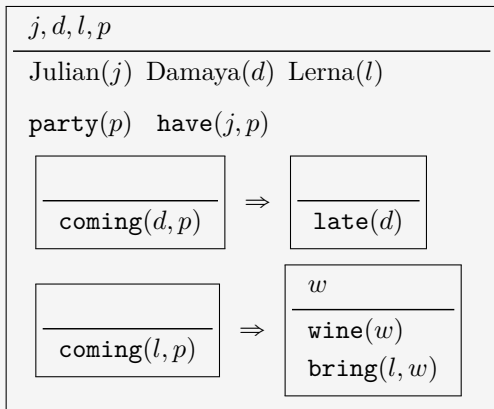 j, d, l, p
Julian(j) Damaya(d) Lerna(l)
party(p) have(j, p)
coming(d, p) ⇒ late(d)
w
coming(l, p) ⇒ wine(w)
bring(l, w)